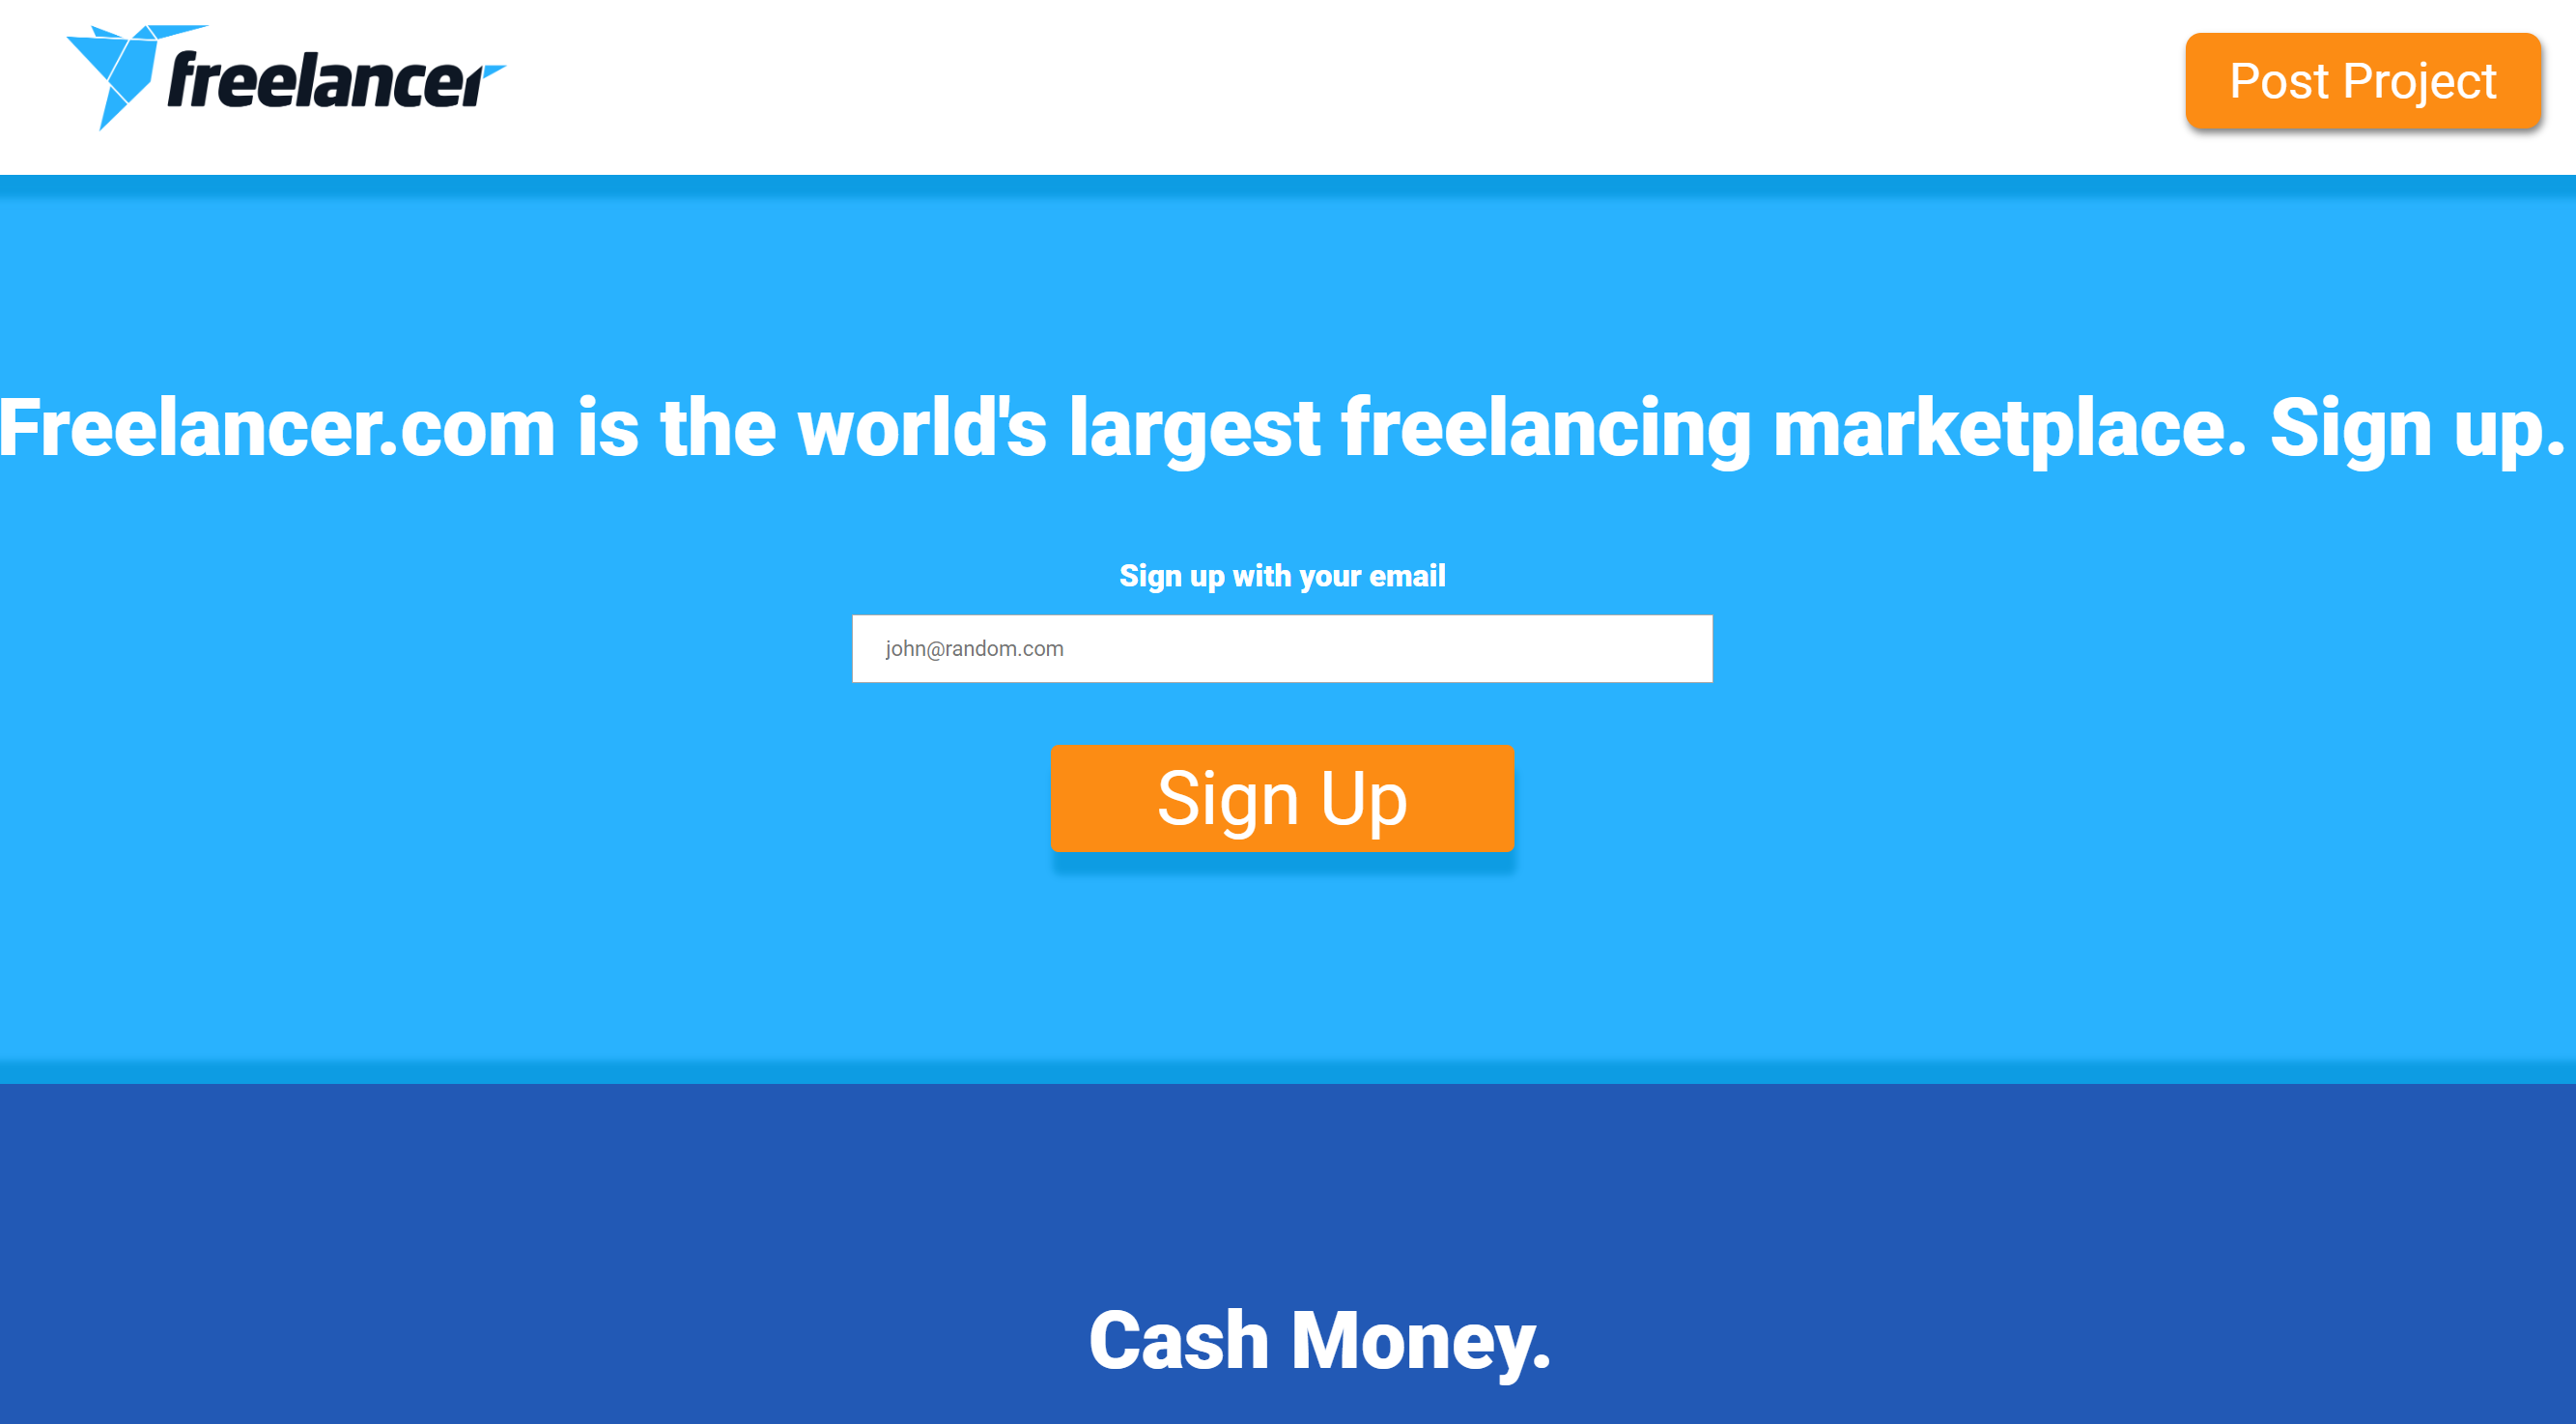 freelancer
Post Project
Freelancer.com is the world's largest freelancing marketplace. Sign up.
Sign up with your email
john@random.com
Sign Up
Cash Money.